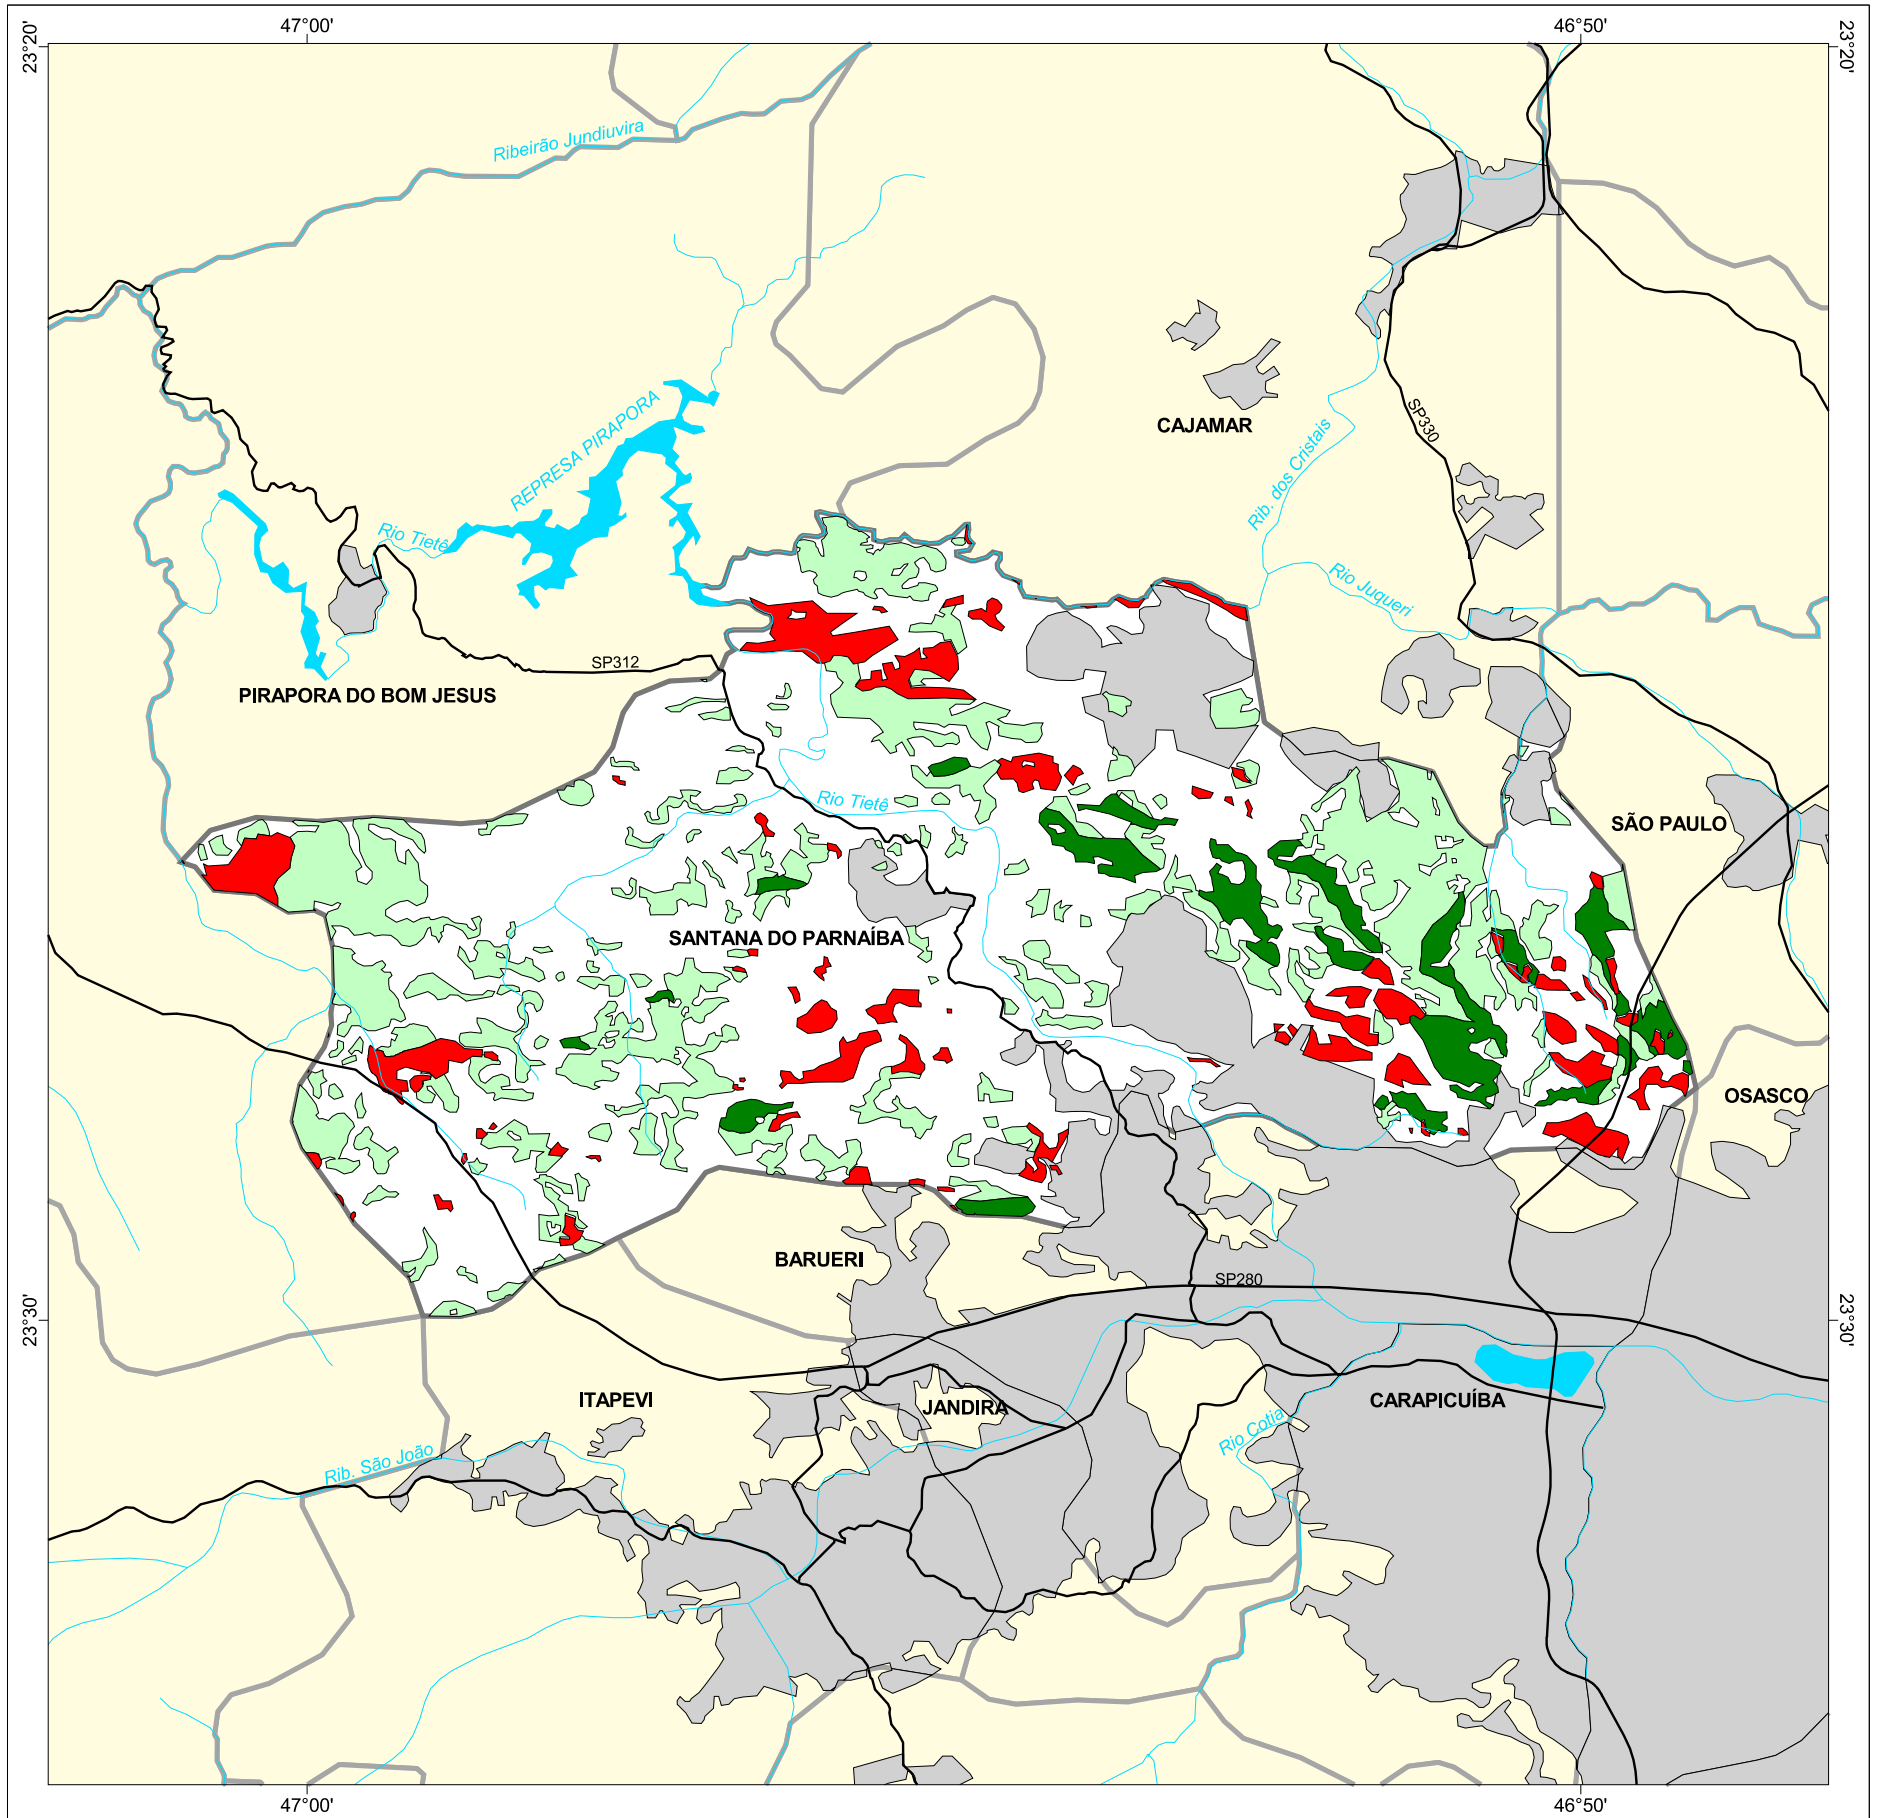 47°00'
46°50'
23°20'
23°20'
Ribeirão Jundiuvira
REPRESA PIRAPORA
CAJAMAR
SP330
Rib. dos Cristais
Rio Tietê
Rio Juqueri
SP312
PIRAPORA DO BOM JESUS
Rio Tietê
SÃO PAULO
SANTANA DO PARNAÍBA
OSASCO
BARUERI
SP280
23°30'
23°30'
ITAPEVI
JANDIRA
CARAPICUÍBA
Rio Cotia
Rib. São João
47°00'
46°50'